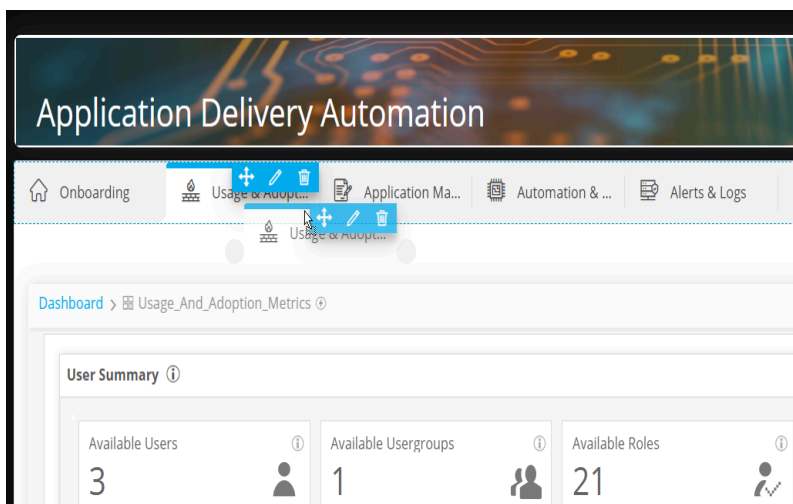 Application Delivery Automation
Onboarding
Usage & Adopt...
Application Ma...
Automation & ...
Alerts & Logs
Usage & Adopt...
Dashboard > Usage_And_Adoption_Metrics
User Summary
Available Users
3
Available Usergroups
1
Available Roles
21